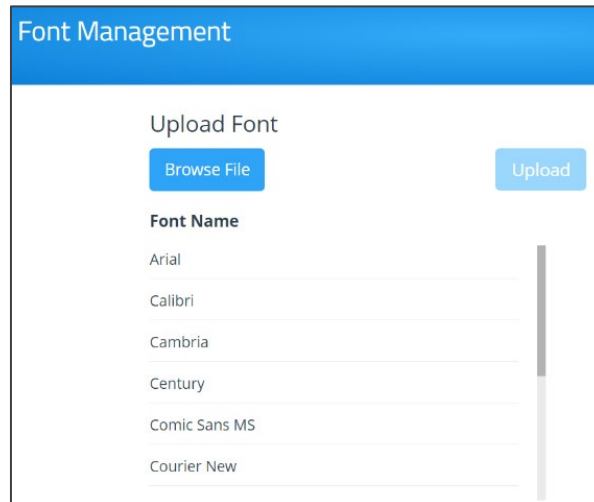 Font Management
Upload Font
Browse File
Upload
Font Name
Arial
Calibri
Cambria
Century
Comic Sans MS
Courier New